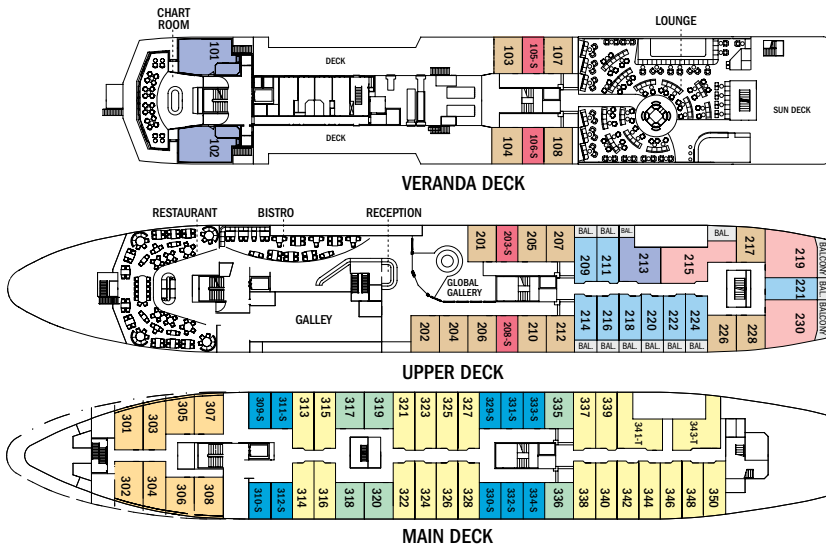 CHART
ROOM
LOUNGE
101
DECK
103
105-S
107
SUN DECK
102
DECK
104
106-S
108
VERANDA DECK
RESTAURANT
BISTRO
RECEPTION
201
203-S
205
207
BAL.
BAL.
BAL.
BAL.
209
211
213
215
217
219
BALCONY
221
BAL.
230
BALCONY
GLOBAL
GALLERY
GALLEY
202
204
206
208-S
210
212
214
216
218
220
222
224
226
228
BAL.
BAL.
BAL.
BAL.
BAL.
BAL.
UPPER DECK
301
303
305
307
309-S
311-S
313
315
317
319
321
323
325
327
329-S
331-S
333-S
335
337
339
341-T
343-T
302
304
306
308
310-S
312-S
314
316
318
320
322
324
326
328
330-S
332-S
334-S
336
338
340
342
344
346
348
350
MAIN DECK